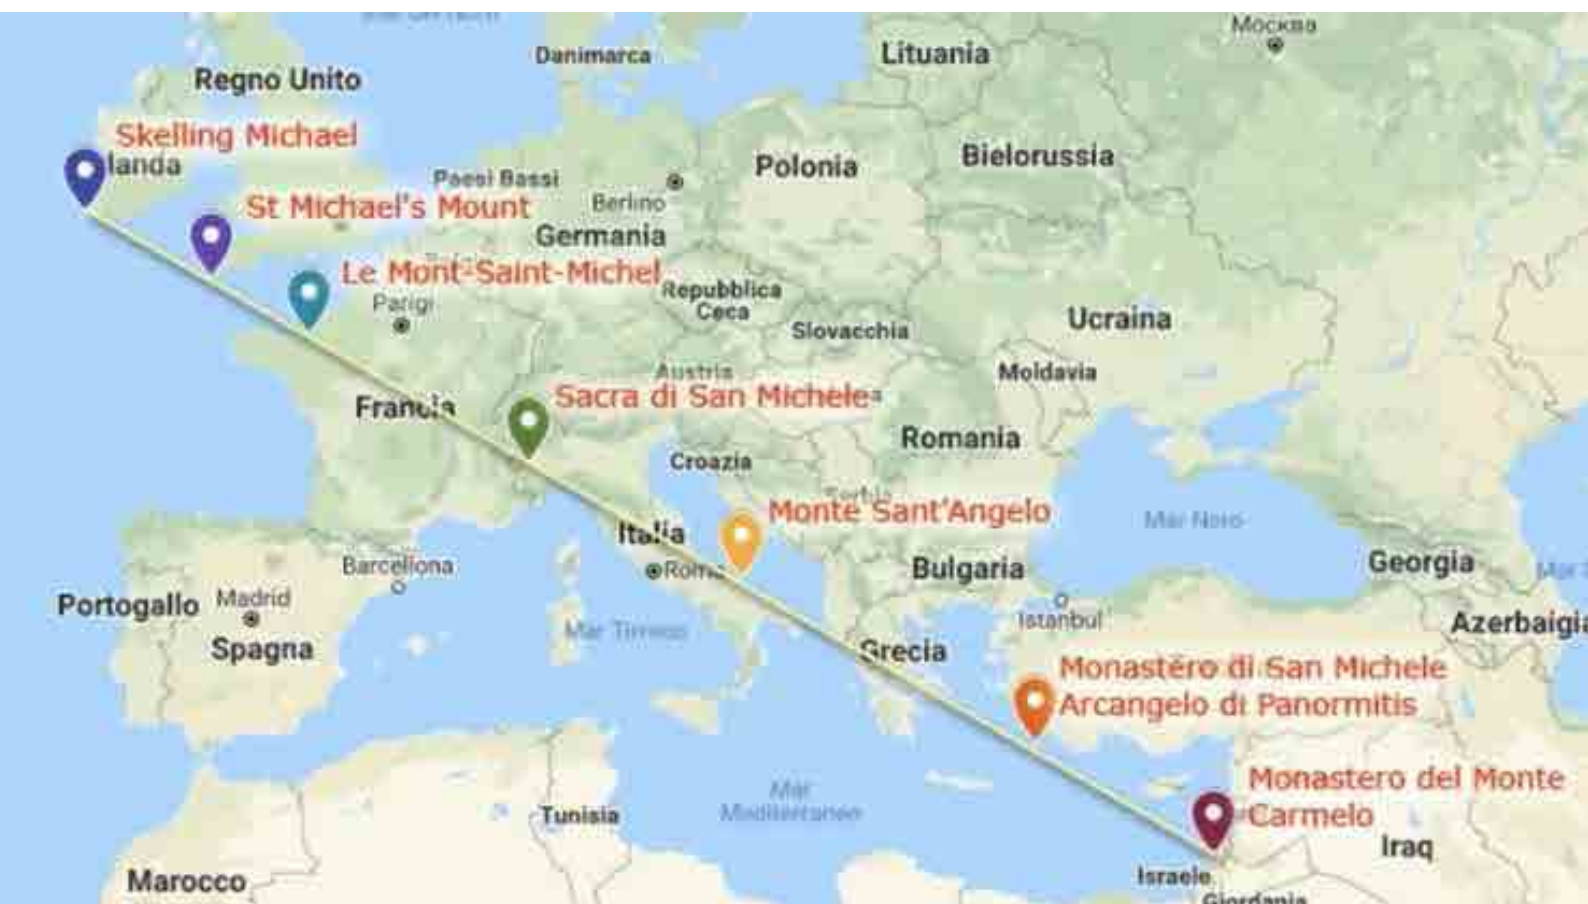 Москва
Danimarca
Lituania
Regno Unito
Skelling Michael
landa
Polonia
Bielorussia
Paesi Bassi
Berlino
St Michael's Mount
Germania
Le Mont-Saint-Michel
Parigi
Repubblica
Ceca
Slovacchia
Ucraina
Austria
Moldavia
Sacra di San Michele
Francia
Romania
Croazia
Serbia
Monte Sant'Angelo
Mar Nero
Italia
Roma
Barcellona
Bulgaria
Georgia
Portogallo
Madrid
Istanbul
Azerbaigia
Mar Tirreno
Spagna
Grecia
Monastero di San Michele
Arcangelo di Panormitis
Monastero del Monte
Carmelo
Mar
Mediterraneo
Tunisia
Iraq
Marocco
Israele
Giordania